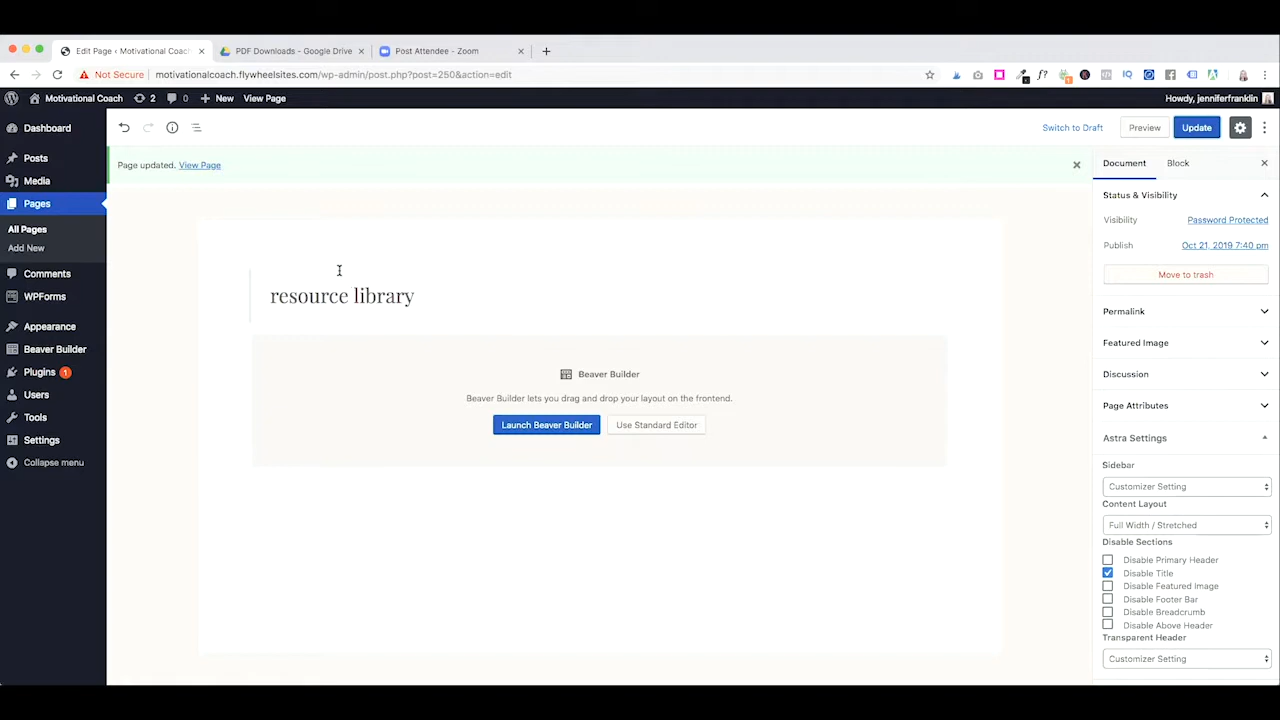 Edit Page ‹ Motivational Coach
PDF Downloads - Google Drive
Post Attendee - Zoom
Not Secure
motivationalcoach.flywheelsites.com/wp-admin/post.php?post=250&action=edit
Motivational Coach
2
0
New
View Page
Howdy, jenniferfranklin
Dashboard
Posts
Media
Pages
All Pages
Add New
Comments
WPForms
Appearance
Beaver Builder
Plugins 1
Users
Tools
Settings
Collapse menu
Switch to Draft
Preview
Update
Page updated. View Page
resource library
Beaver Builder
Beaver Builder lets you drag and drop your layout on the frontend.
Launch Beaver Builder
Use Standard Editor
Document
Block
Status & Visibility
Visibility
Password Protected
Publish
Oct 21, 2019 7:40 pm
Move to trash
Permalink
Featured Image
Discussion
Page Attributes
Astra Settings
Sidebar
Customizer Setting
Content Layout
Full Width / Stretched
Disable Sections
Disable Primary Header
Disable Title
Disable Featured Image
Disable Footer Bar
Disable Breadcrumb
Disable Above Header
Transparent Header
Customizer Setting